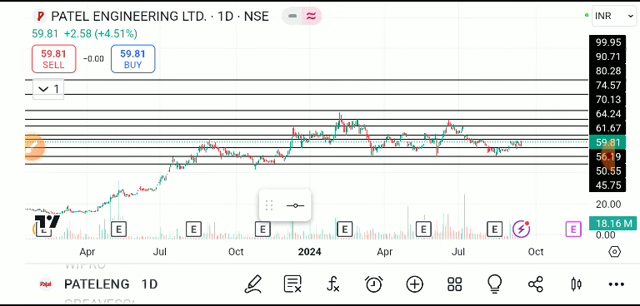 PATEL ENGINEERING LTD. · 1D · NSE
INR
59.81 +2.58 (+4.51%)
59.81
SELL
−0.00
59.81
BUY
1
99.95
90.71
80.28
74.57
70.13
64.24
61.67
59.81
56.19
50.55
45.75
20.00
18.16 M
0.00
E E E E E E E
Apr Jul Oct 2024 Apr Jul Oct
WIPRO
PATELENG 1D